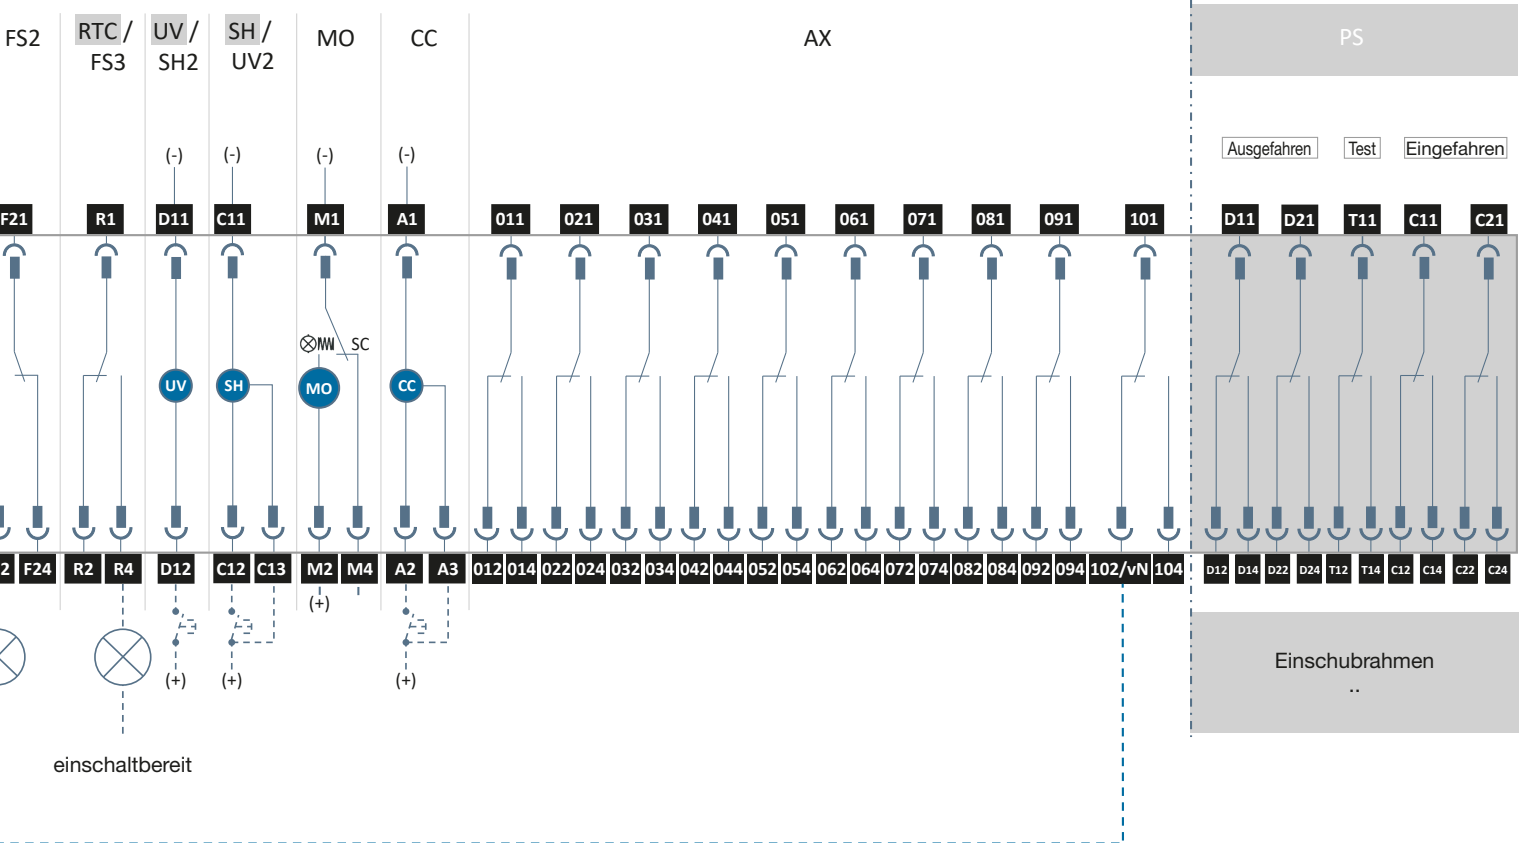 FS2 RTC / UV / SH / MO CC AX PS
FS3 SH2 UV2
Ausgefahren Test Eingefahren
(-) (-) (-) (-)
F21 R1 D11 C11 M1 A1 011 021 031 041 051 061 071 081 091 101 D11 D21 T11 C11 C21
SC
UV SH MO CC
2 F24 R2 R4 D12 C12 C13 M2 M4 A2 A3 012 014 022 024 032 034 042 044 052 054 062 064 072 074 082 084 092 094 102/vN 104 D12 D14 D22 D24 T12 T14 C12 C14 C22 C24
(+)
(+) (+) (+)
Einschubrahmen
..
einschaltbereit